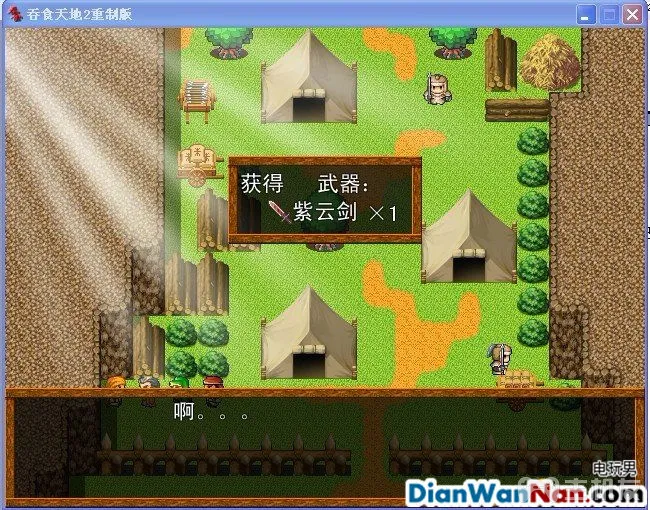 吞食天地2重制版
获得 武器：
紫云剑 ×1
啊。。。
电玩男
DianWanNan.com